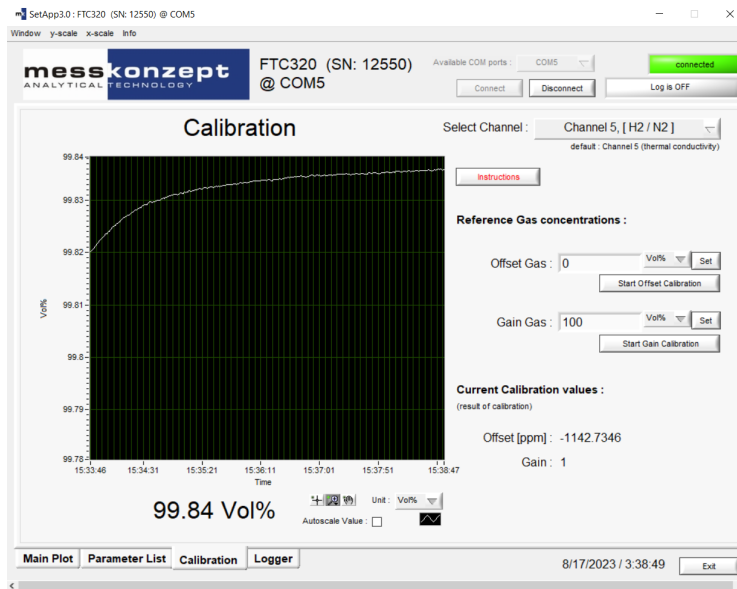 SetApp3.0 : FTC320 (SN: 12550) @ COM5
Window y-scale x-scale Info
messkonzept
ANALYTICAL TECHNOLOGY
FTC320 (SN: 12550)
@ COM5
Available COM ports : COM5
Connect Disconnect
connected
Log is OFF
Calibration
Select Channel : Channel 5, [ H2 / N2 ]
default : Channel 5 (thermal conductivity)
Instructions
Reference Gas concentrations :
Offset Gas : 0 Vol% Set
Start Offset Calibration
Gain Gas : 100 Vol% Set
Start Gain Calibration
Current Calibration values :
(result of calibration)
Offset [ppm] : -1142.7346
Gain : 1
Vol%
99.84
99.83
99.82
99.81
99.8
99.79
99.78
15:33:46 15:34:31 15:35:21 15:36:11 15:37:01 15:37:51 15:38:47
Time
99.84 Vol%
Unit : Vol%
Autoscale Value :
Main Plot Parameter List Calibration Logger
8/17/2023 / 3:38:49
Exit